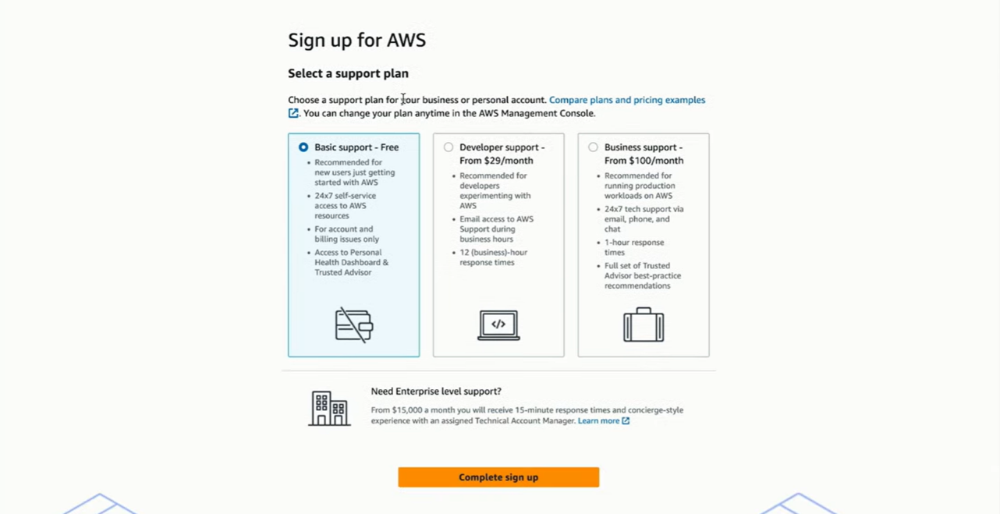 Sign up for AWS
Select a support plan
Choose a support plan for your business or personal account. Compare plans and pricing examples
. You can change your plan anytime in the AWS Management Console.
Basic support - Free
• Recommended for
new users just getting
started with AWS
• 24x7 self-service
access to AWS
resources
• For account and
billing issues only
• Access to Personal
Health Dashboard &
Trusted Advisor
Developer support -
From $29/month
• Recommended for
developers
experimenting with
AWS
• Email access to AWS
Support during
business hours
• 12 (business)-hour
response times
</>
Business support -
From $100/month
• Recommended for
running production
workloads on AWS
• 24x7 tech support via
email, phone, and
chat
• 1-hour response
times
• Full set of Trusted
Advisor best-practice
recommendations
Need Enterprise level support?
From $15,000 a month you will receive 15-minute response times and concierge-style
experience with an assigned Technical Account Manager. Learn more
Complete sign up